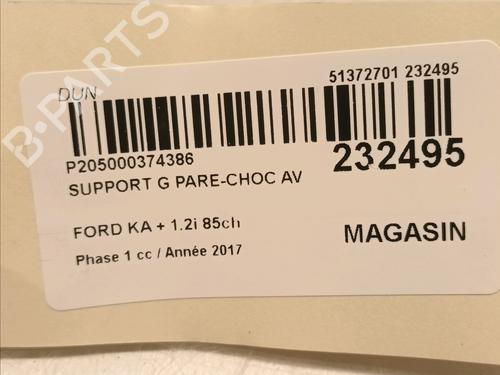 B-PARTS
DUN
51372701 232495
P205000374386
232495
SUPPORT G PARE-CHOC AV
FORD KA + 1.2i 85ch
MAGASIN
Phase 1 cc / Année 2017